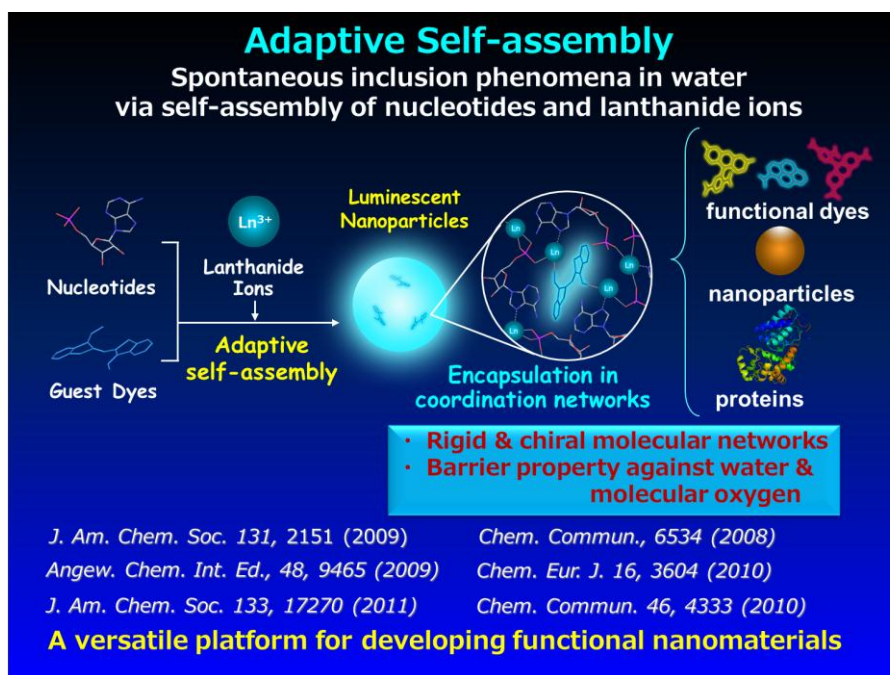 Adaptive Self-assembly
Spontaneous inclusion phenomena in water
via self-assembly of nucleotides and lanthanide ions
Nucleotides
Guest Dyes
Ln3+
Lanthanide
Ions
Adaptive
self-assembly
Luminescent
Nanoparticles
Ln
Ln
Ln
Ln
Ln
Encapsulation in
coordination networks
functional dyes
nanoparticles
proteins
・ Rigid & chiral molecular networks
・ Barrier property against water &
molecular oxygen
J. Am. Chem. Soc. 131, 2151 (2009)
Chem. Commun., 6534 (2008)
Angew. Chem. Int. Ed., 48, 9465 (2009)
Chem. Eur. J. 16, 3604 (2010)
J. Am. Chem. Soc. 133, 17270 (2011)
Chem. Commun. 46, 4333 (2010)
A versatile platform for developing functional nanomaterials